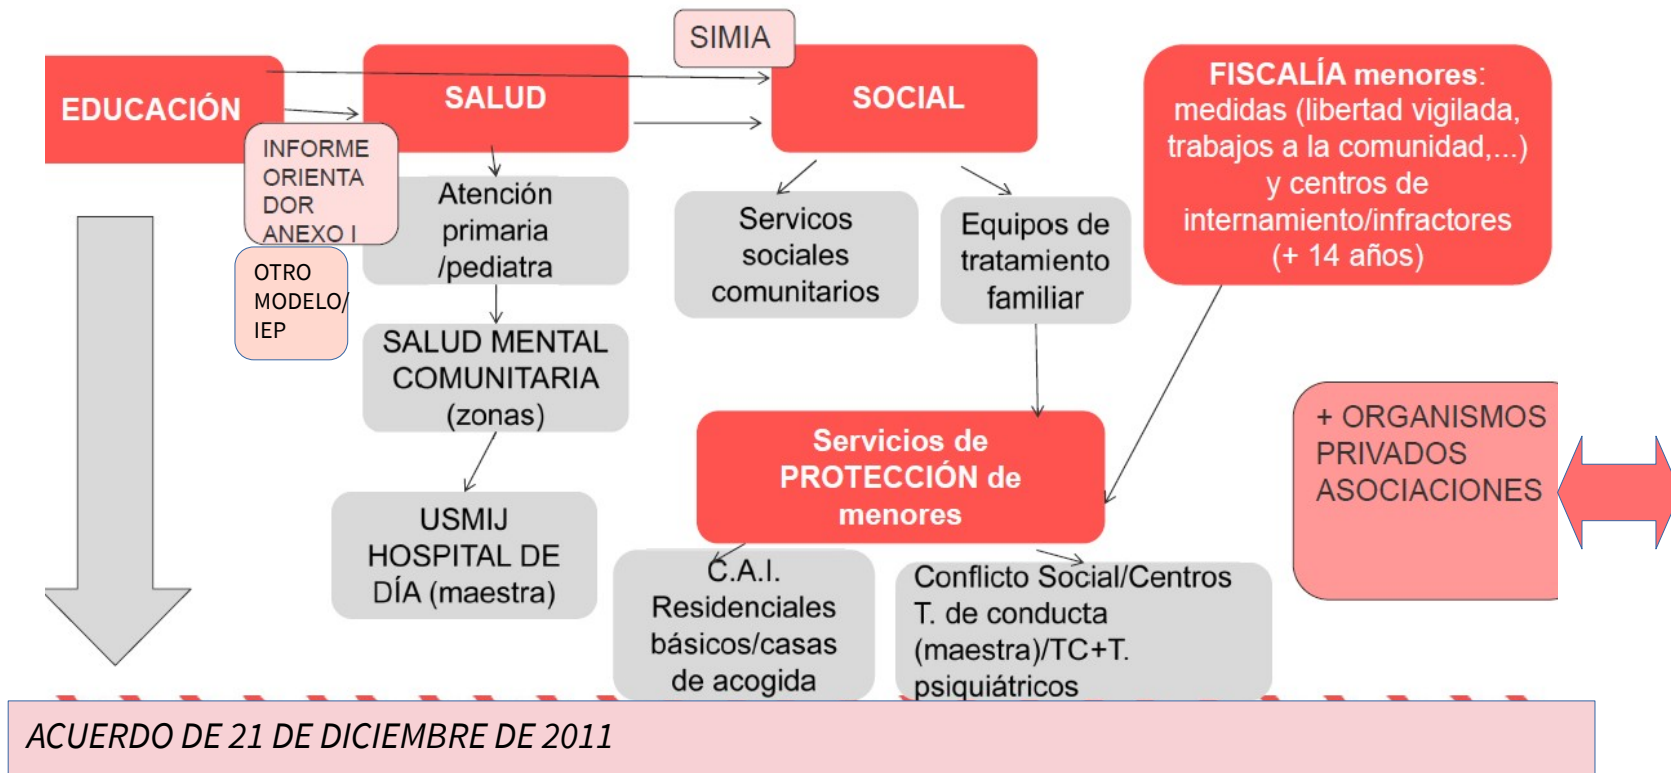 SIMIA
EDUCACIÓN
SALUD
SOCIAL
FISCALÍA menores:
medidas (libertad vigilada,
trabajos a la comunidad,...)
y centros de
internamiento/infractores
(+ 14 años)
INFORME
ORIENTA
DOR
ANEXO I
OTRO
MODELO/
IEP
Atención
primaria
/pediatra
Servicos
sociales
comunitarios
Equipos de
tratamiento
familiar
SALUD MENTAL
COMUNITARIA
(zonas)
USMIJ
HOSPITAL DE
DÍA (maestra)
Servicios de
PROTECCIÓN de
menores
+ ORGANISMOS
PRIVADOS
ASOCIACIONES
C.A.I.
Residenciales
básicos/casas
de acogida
Conflicto Social/Centros
T. de conducta
(maestra)/TC+T.
psiquiátricos
ACUERDO DE 21 DE DICIEMBRE DE 2011